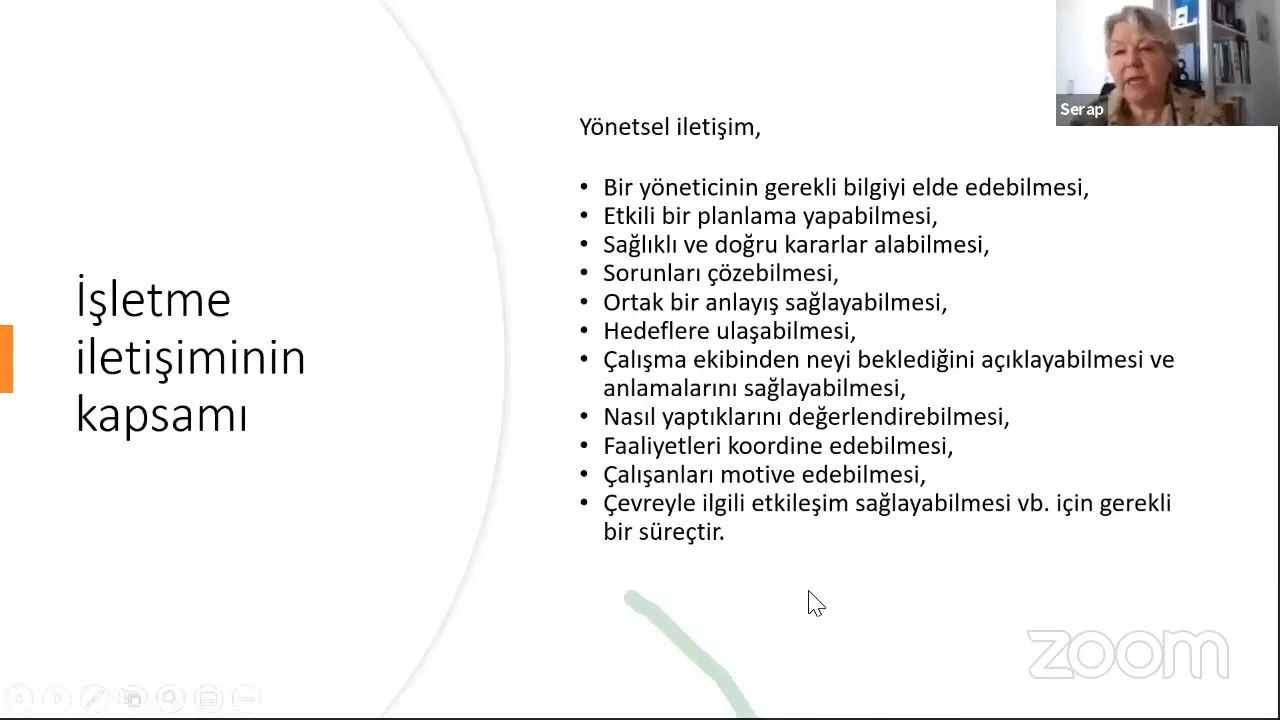 Serap
Yönetsel iletişim,
• Bir yöneticinin gerekli bilgiyi elde edebilmesi,
• Etkili bir planlama yapabilmesi,
• Sağlıklı ve doğru kararlar alabilmesi,
• Sorunları çözebilmesi,
• Ortak bir anlayış sağlayabilmesi,
• Hedeflere ulaşabilmesi,
• Çalışma ekibinden neyi beklediğini açıklayabilmesi ve
anlamalarını sağlayabilmesi,
• Nasıl yaptıklarını değerlendirebilmesi,
• Faaliyetleri koordine edebilmesi,
• Çalışanları motive edebilmesi,
• Çevreyle ilgili etkileşim sağlayabilmesi vb. için gerekli
bir süreçtir.
İşletme
iletişiminin
kapsamı
zoom